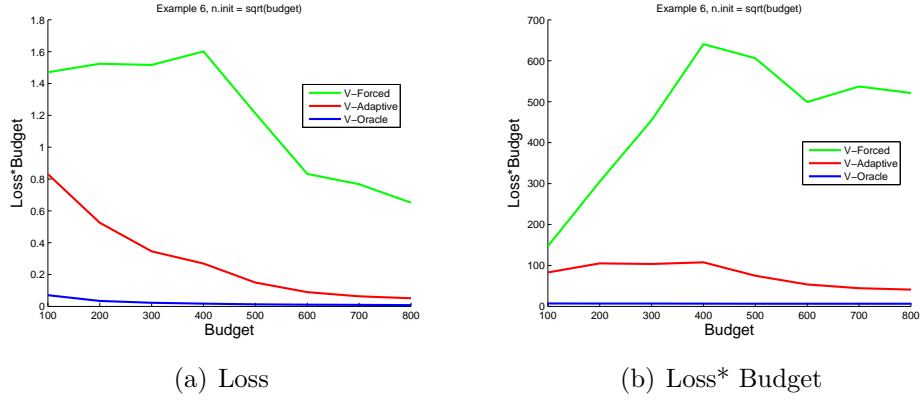 Example 6, n.init = sqrt(budget)
1.8
1.6
1.4
1.2
1
0.8
0.6
0.4
0.2
0
Loss*Budget
V−Forced
V−Adaptive
V−Oracle
100 200 300 400 500 600 700 800
Budget
(a) Loss
Example 6, n.init = sqrt(budget)
700
600
500
400
300
200
100
0
Loss*Budget
V−Forced
V−Adaptive
V−Oracle
100 200 300 400 500 600 700 800
Budget
(b) Loss* Budget